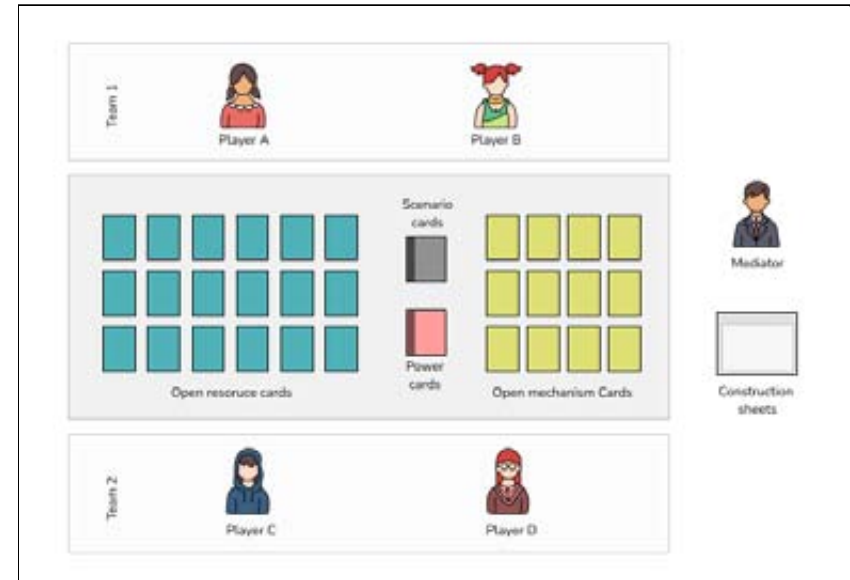 Team 1
Player A
Player B
Scenario
cards
Power
cards
Open resoruce cards
Open mechanism Cards
Mediator
Construction
sheets
Team 2
Player C
Player D